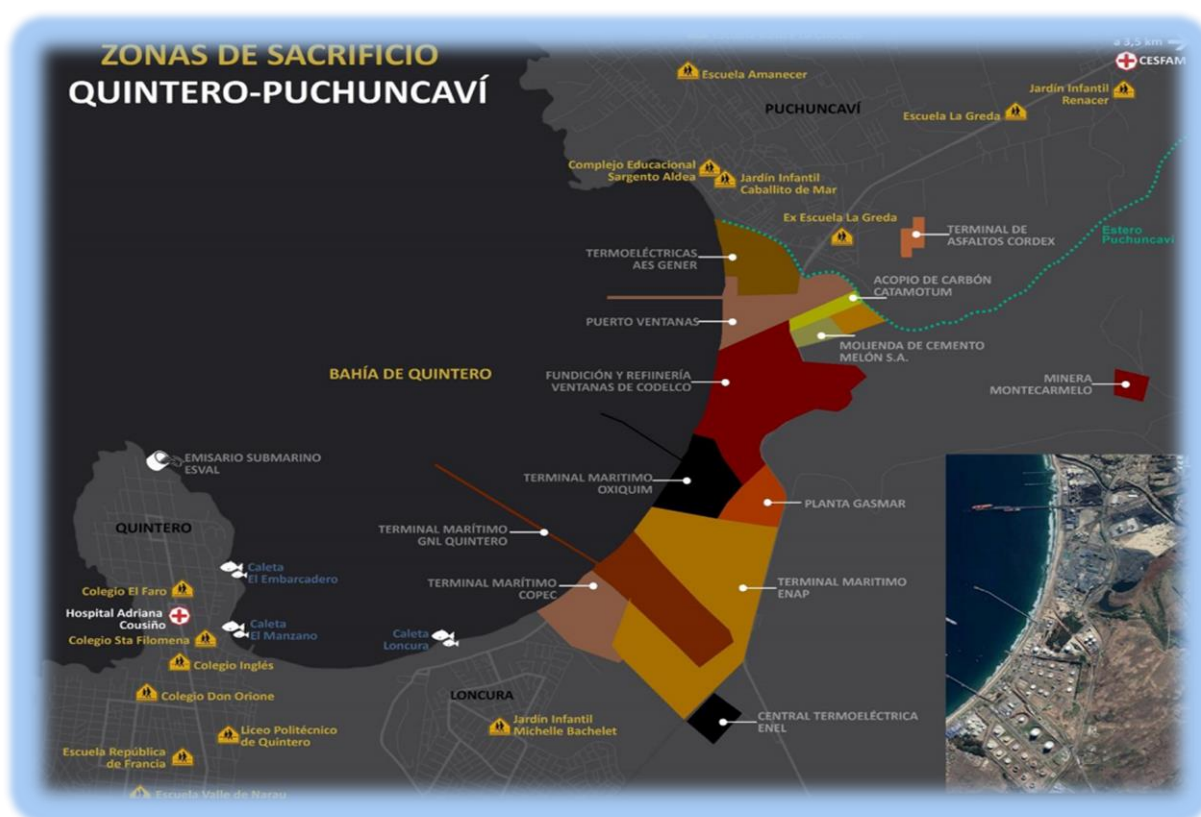 ZONAS DE SACRIFICIO
QUINTERO-PUCHUNCAVÍ
a 3,5 km
CESFAM
Escuela Amanecer
Jardín Infantil
Renacer
PUCHUNCAVÍ
Escuela La Greda
Complejo Educacional
Sargento Aldea
Jardín Infantil
Caballito de Mar
Ex Escuela La Greda
TERMINAL DE
ASFALTOS CORDEX
Estero
Puchuncaví
TERMOELÉCTRICAS
AES GENER
ACOPIO DE CARBÓN
CATAMOTUM
PUERTO VENTANAS
MOLIENDA DE CEMENTO
MELÓN S.A.
BAHÍA DE QUINTERO
FUNDICIÓN Y REFIINERÍA
VENTANAS DE CODELCO
MINERA
MONTECARMELO
EMISARIO SUBMARINO
ESVAL
TERMINAL MARITIMO
OXIQUIM
PLANTA GASMAR
QUINTERO
TERMINAL MARÍTIMO
GNL QUINTERO
Caleta
El Embarcadero
TERMINAL MARÍTIMO
COPEC
TERMINAL MARITIMO
ENAP
Colegio El Faro
Hospital Adriana
Cousiño
Caleta
El Manzano
Colegio Sta Filomena
Caleta
Loncura
Colegio Inglés
Colegio Don Orione
LONCURA
Jardín Infantil
Michelle Bachelet
CENTRAL TERMOELÉCTRICA
ENEL
Liceo Politécnico
de Quintero
Escuela República
de Francia
Escuela Valle de Narau